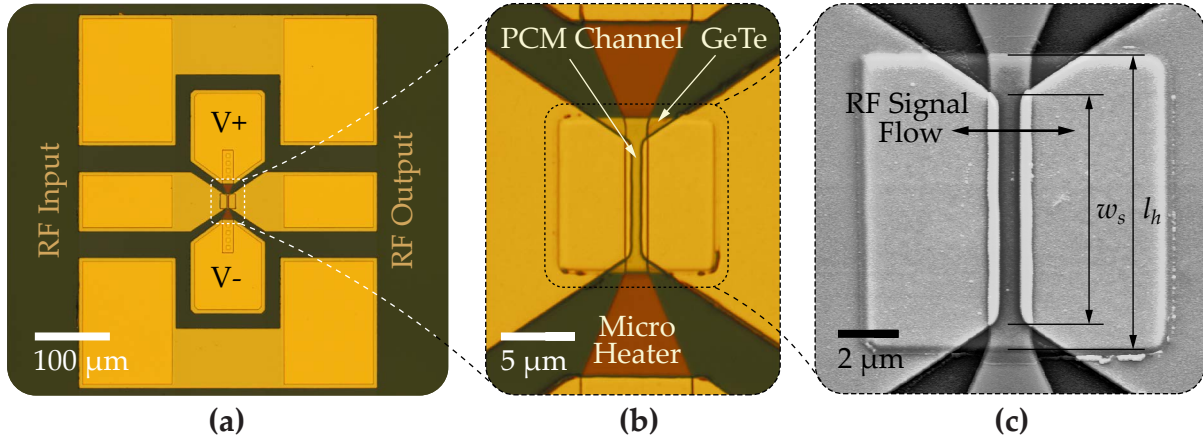 V+
RF Input
RF Output
V-
100 µm
(a)
PCM Channel
GeTe
Micro
Heater
5 µm
(b)
RF Signal
Flow
w_s
l_h
2 µm
(c)